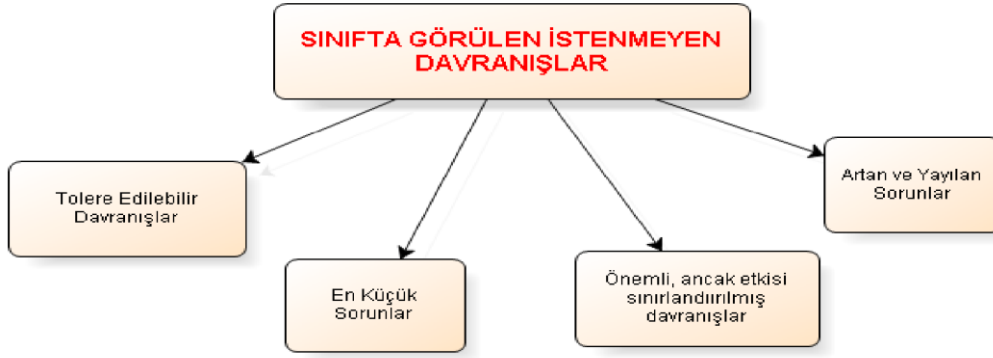 SINIFTA GÖRÜLEN İSTENMEYEN
DAVRANIŞLAR
Tolere Edilebilir
Davranışlar
En Küçük
Sorunlar
Önemli, ancak etkisi
sınırlandırılmış
davranışlar
Artan ve Yayılan
Sorunlar